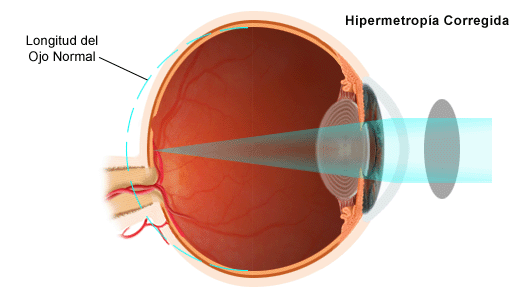 Hipermetropía Corregida
Longitud del
Ojo Normal